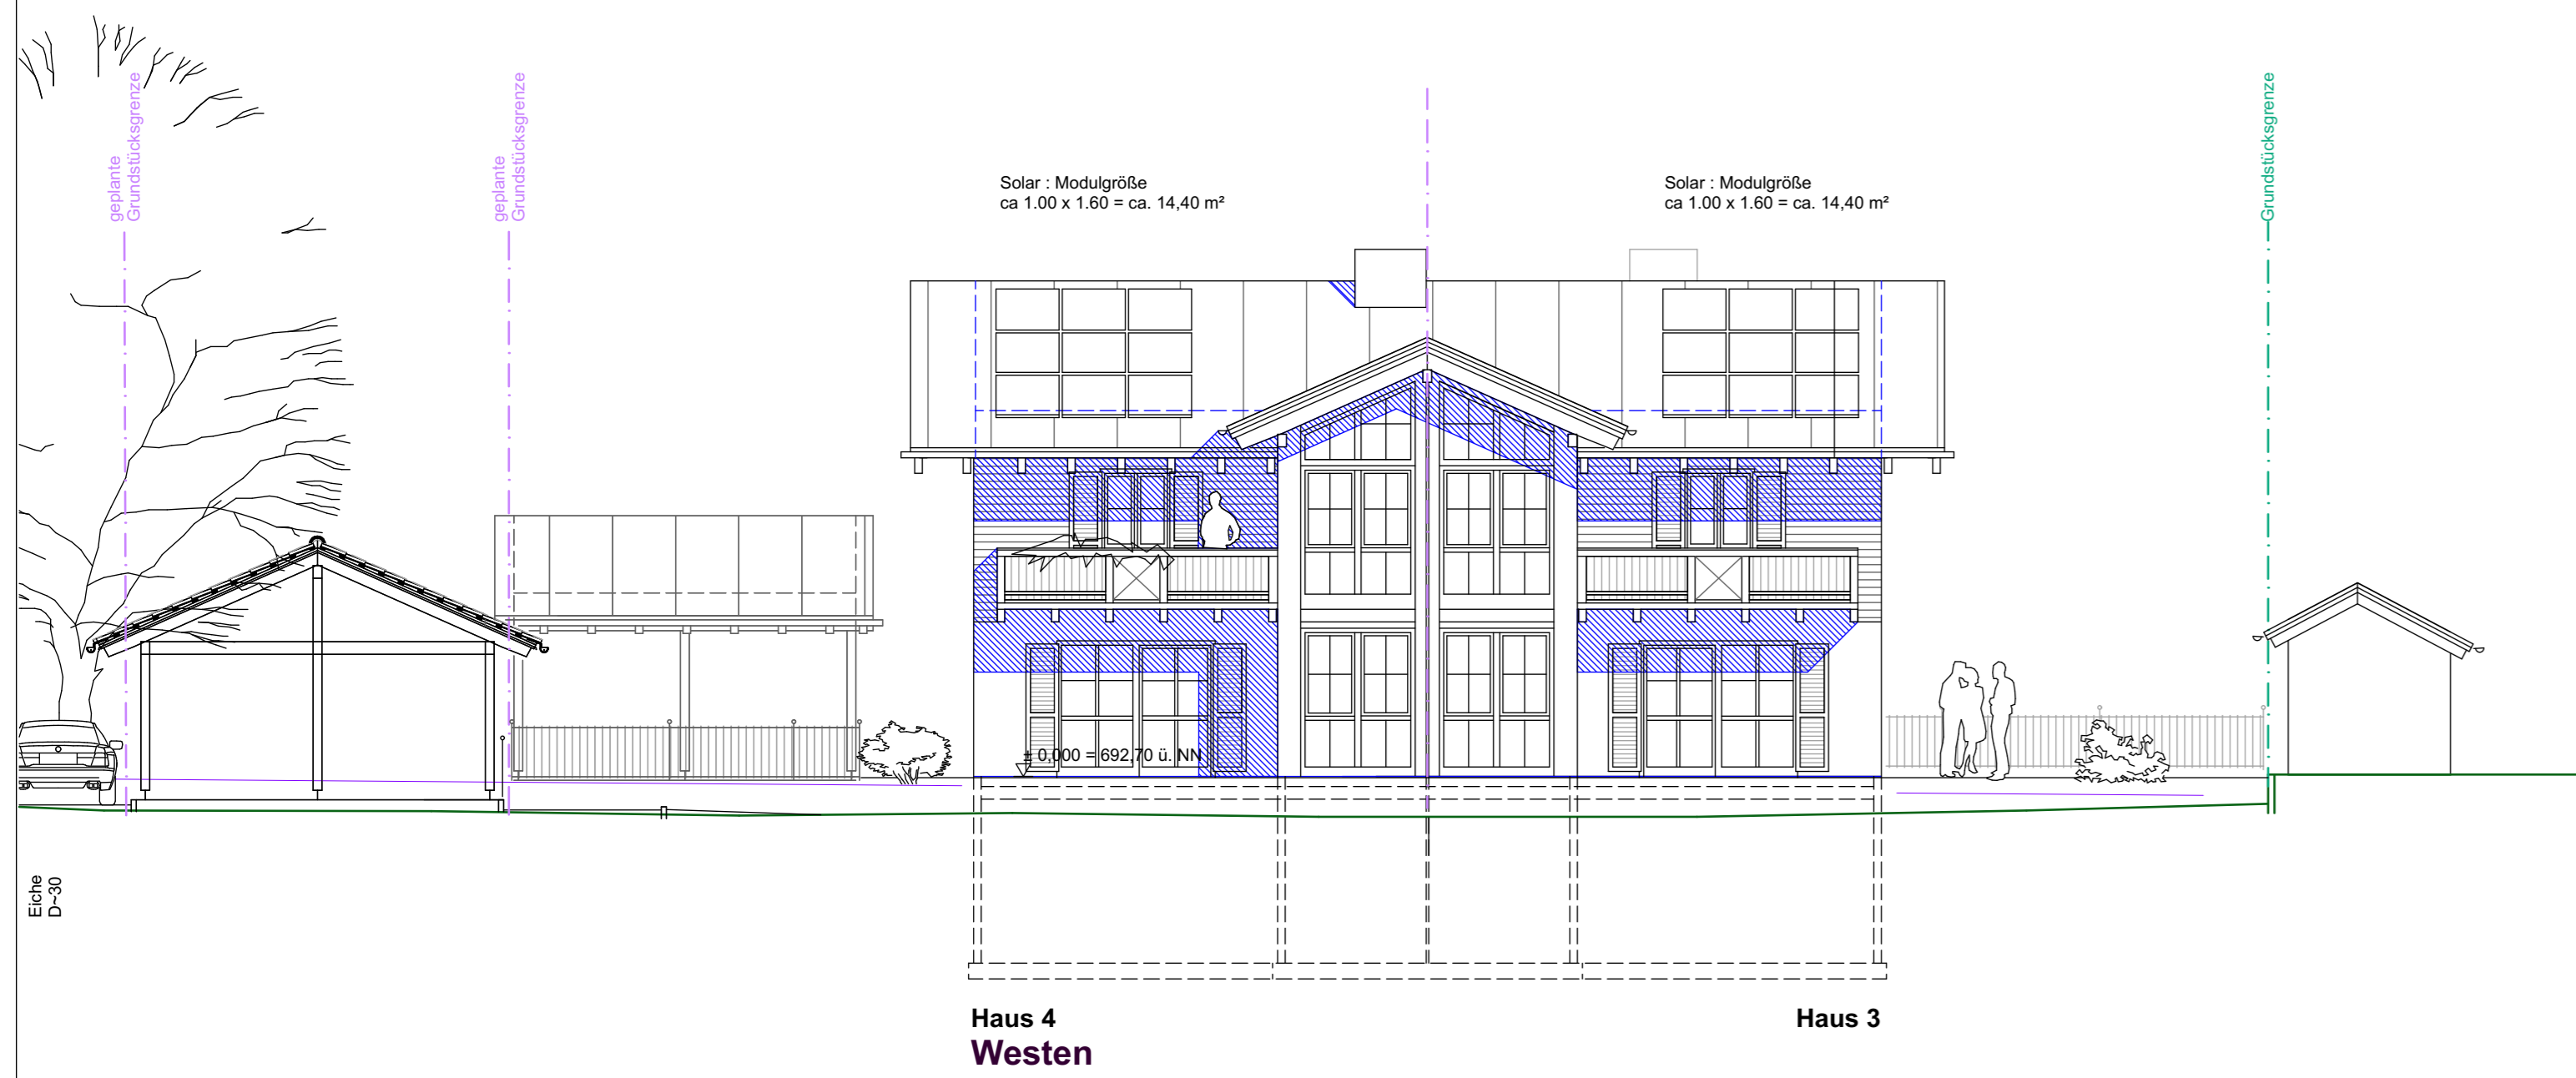 geplante
Grundstücksgrenze
geplante
Grundstücksgrenze
Solar : Modulgröße
ca 1.00 x 1.60 = ca. 14,40 m²
Solar : Modulgröße
ca 1.00 x 1.60 = ca. 14,40 m²
Grundstücksgrenze
± 0,000 = 692,70 ü. NN
Eiche
D~30
Haus 4
Haus 3
Westen